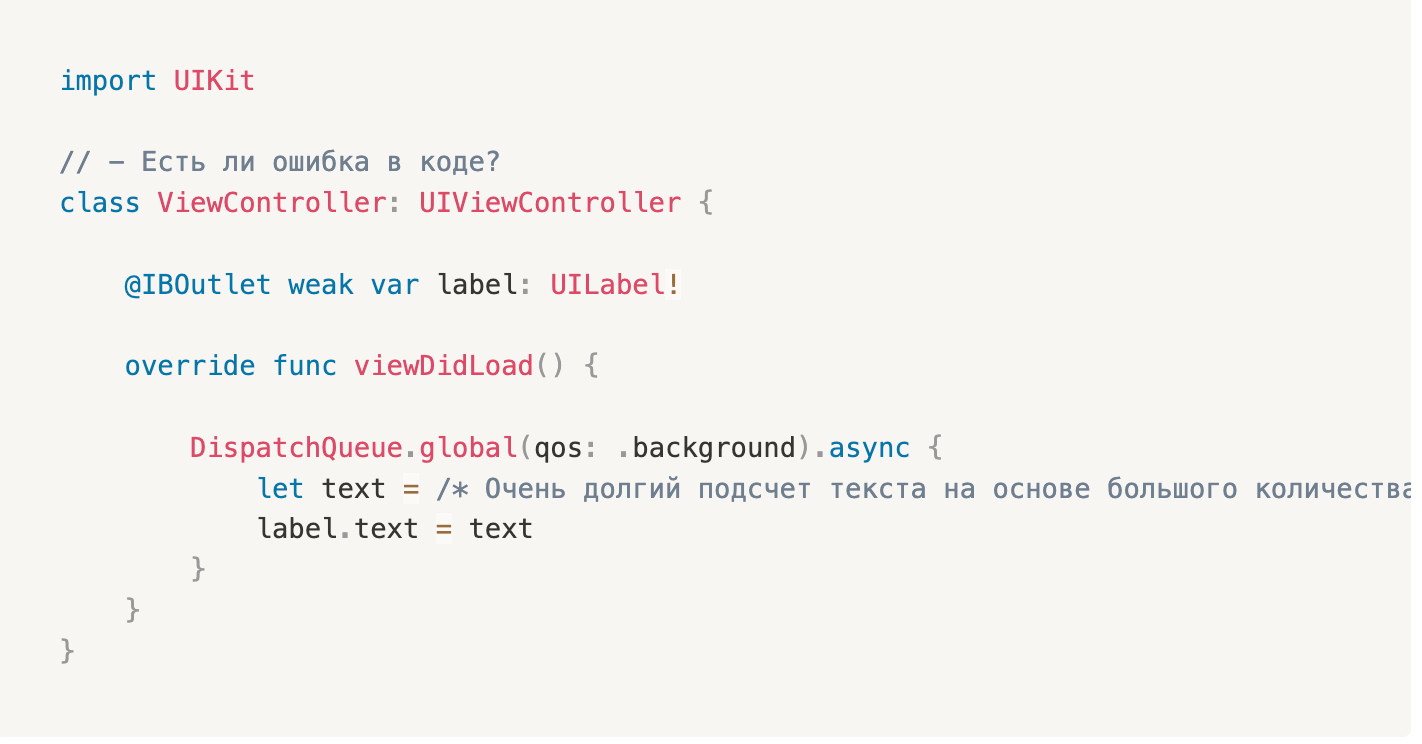 import UIKit
// – Есть ли ошибка в коде?
class ViewController: UIViewController {
@IBOutlet weak var label: UILabel!
override func viewDidLoad() {
DispatchQueue.global(qos: .background).async {
let text = /* Очень долгий подсчет текста на основе большого количества
label.text = text
}
}
}